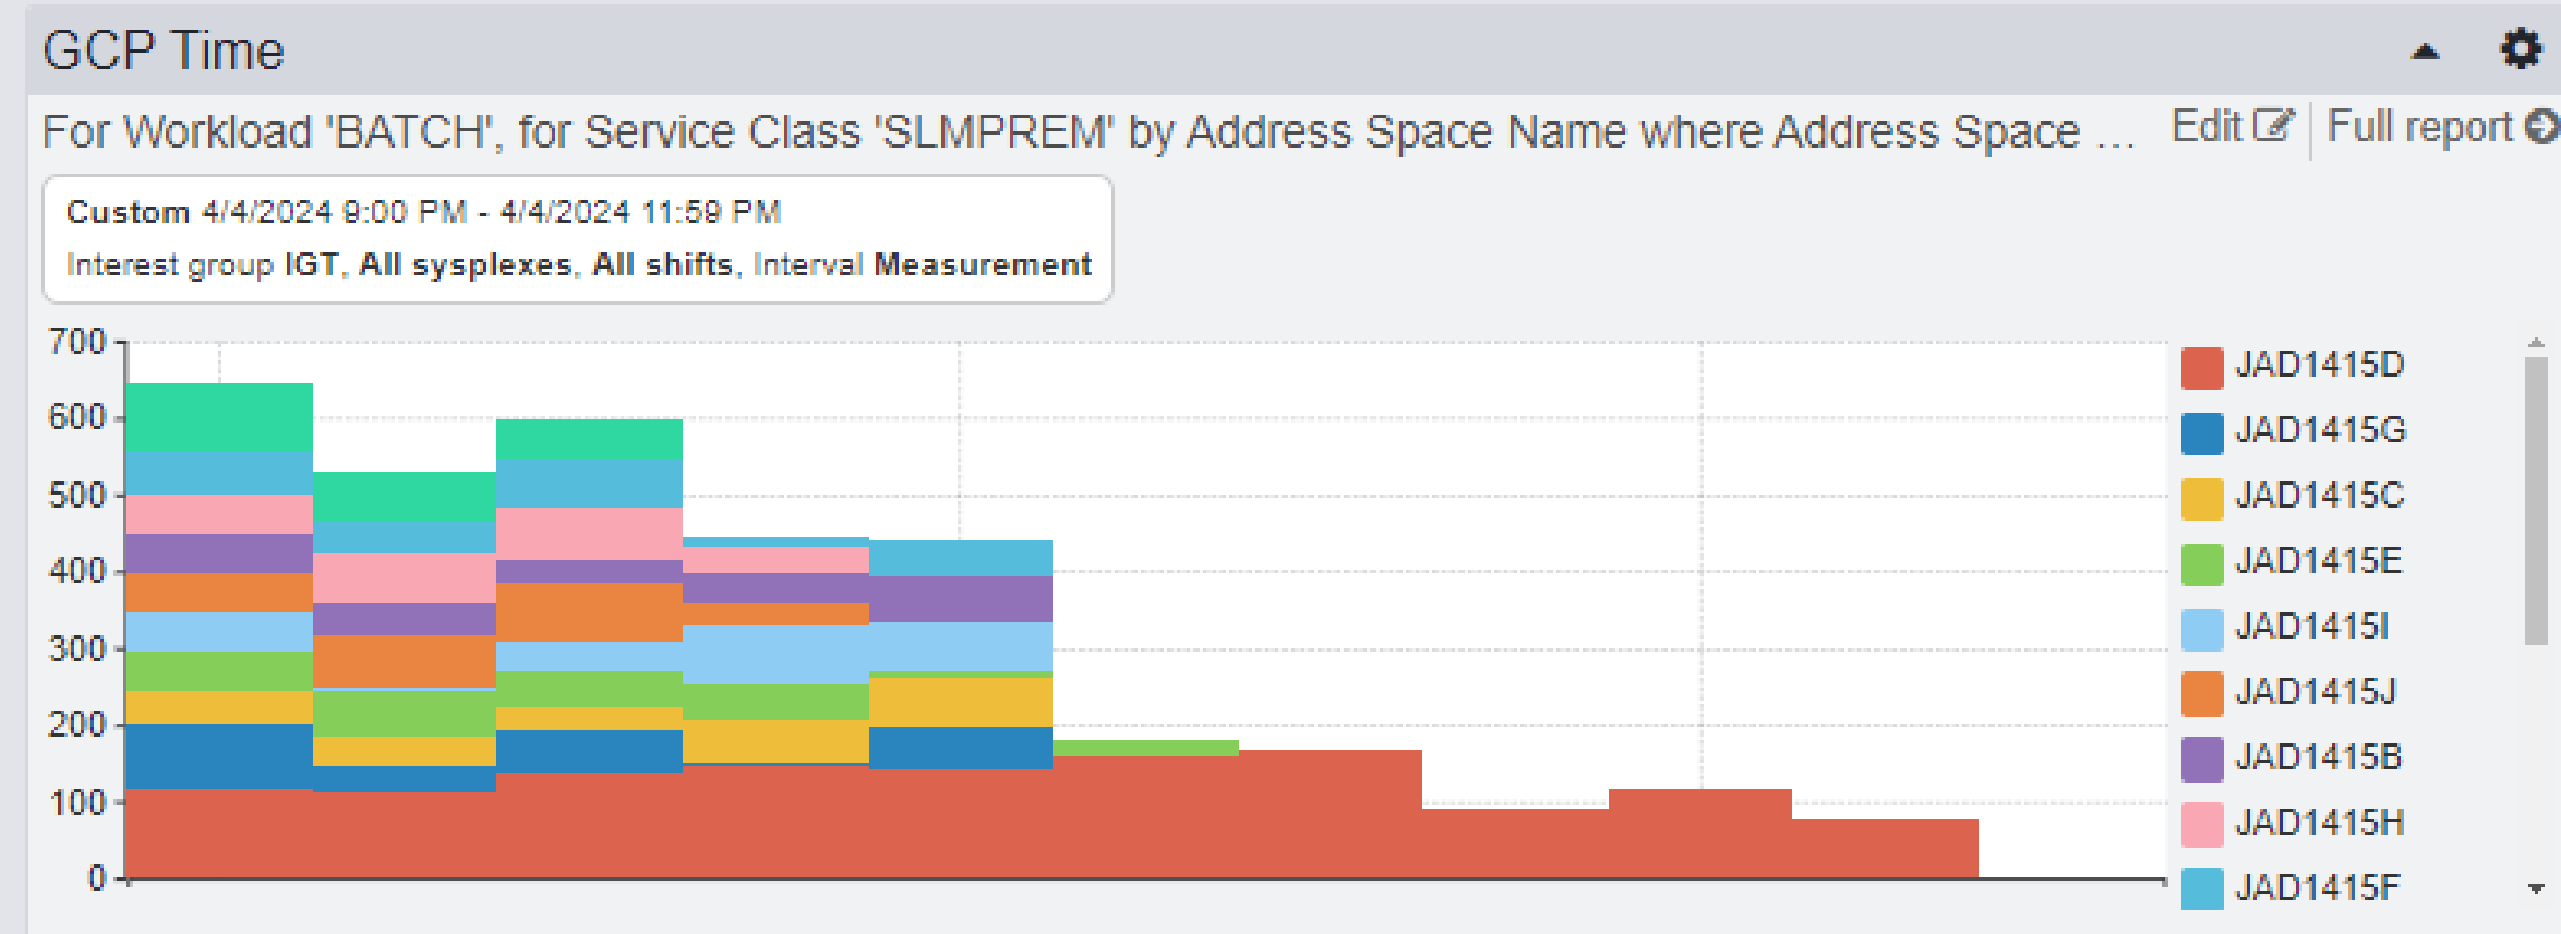 GCP Time
For Workload 'BATCH', for Service Class 'SLMPREM' by Address Space Name where Address Space ...
Edit
Full report
Custom 4/4/2024 9:00 PM - 4/4/2024 11:59 PM
Interest group IGT, All sysplexes, All shifts, Interval Measurement
700
600
500
400
300
200
100
0
JAD1415D
JAD1415G
JAD1415C
JAD1415E
JAD1415I
JAD1415J
JAD1415B
JAD1415H
JAD1415F